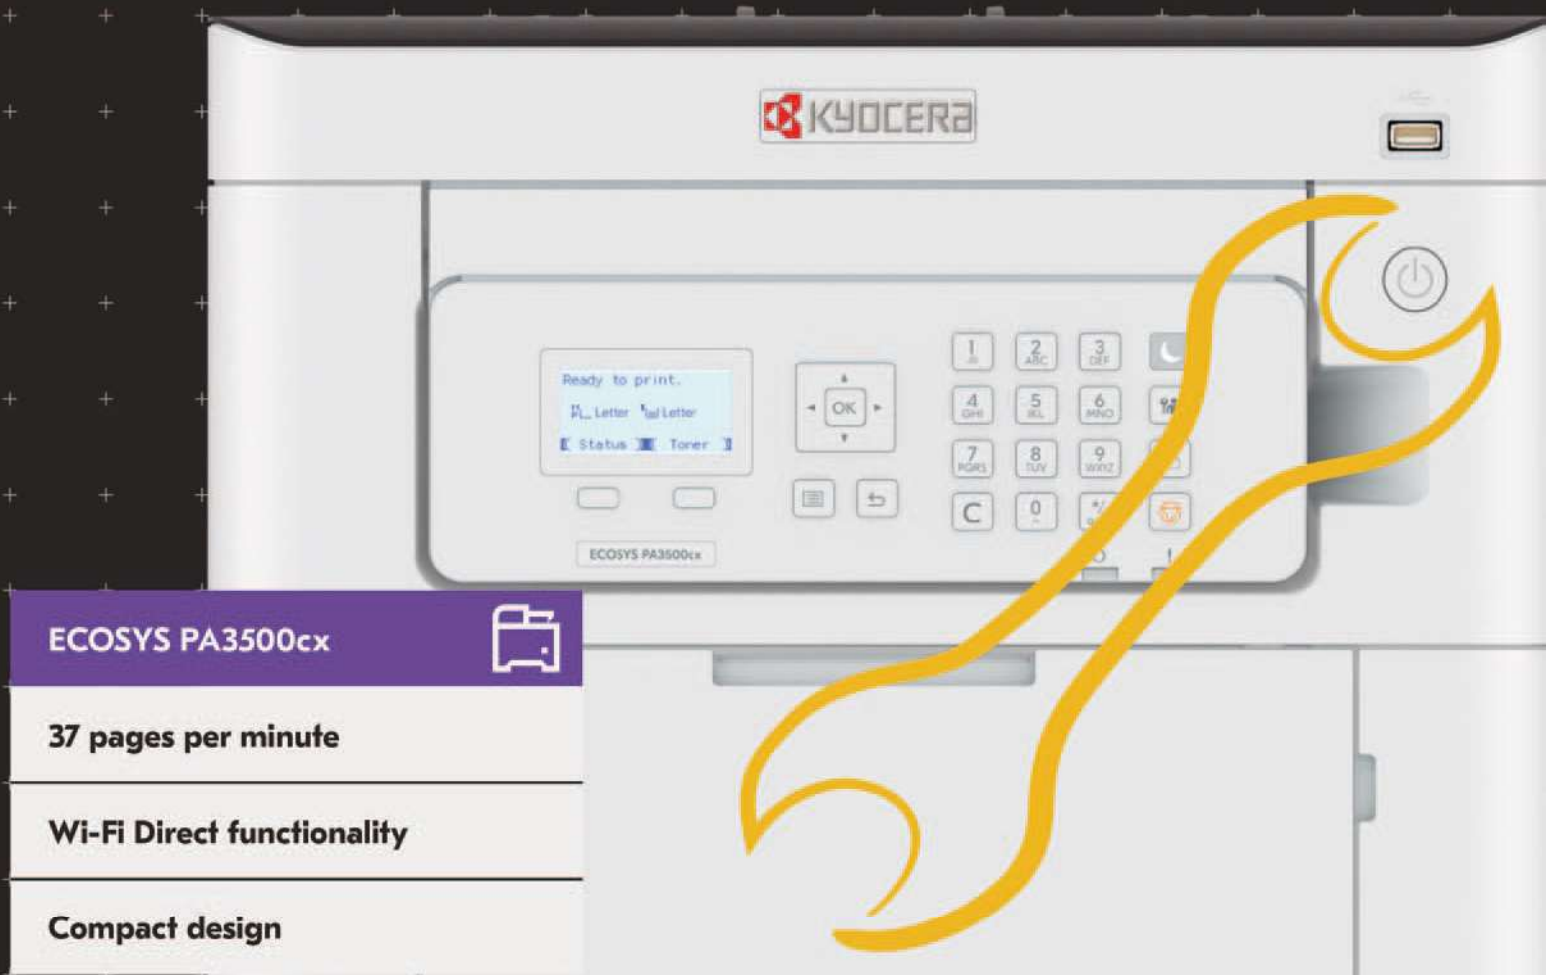 KYOCERA
Ready to print.
Letter Letter
[ Status ] [ Toner ]
OK
1
2 ABC
3 DEF
4 GHI
5 JKL
6 MNO
7 PQRS
8 TUV
9 WXYZ
C
0
ECOSYS PA3500cx
ECOSYS PA3500cx
37 pages per minute
Wi-Fi Direct functionality
Compact design